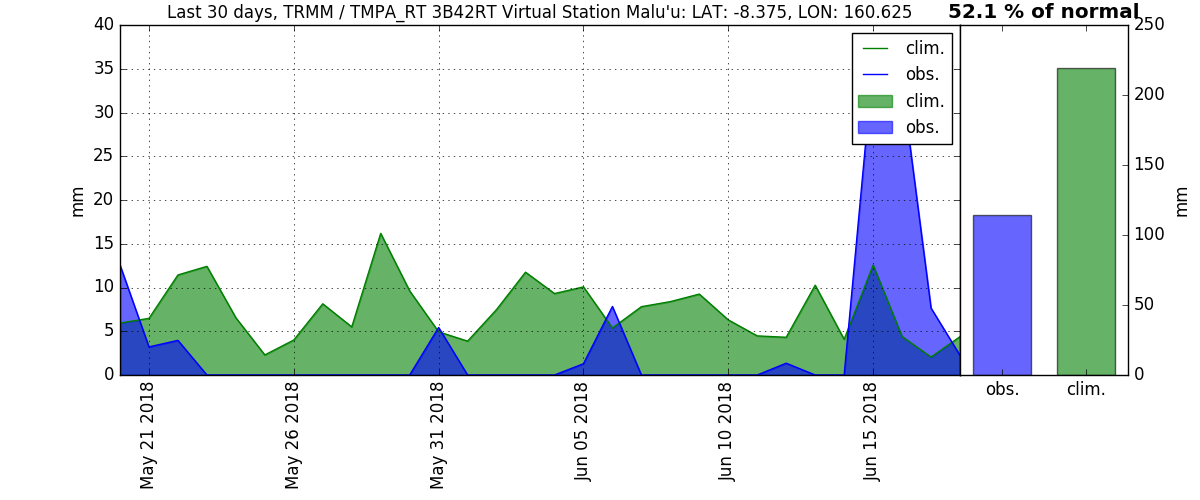 Last 30 days, TRMM / TMPA_RT 3B42RT Virtual Station Malu'u: LAT: -8.375, LON: 160.625
52.1 % of normal
40
35
30
25
20
15
10
5
0
mm
clim.
obs.
clim.
obs.
May 21 2018
May 26 2018
May 31 2018
Jun 05 2018
Jun 10 2018
Jun 15 2018
250
200
150
100
50
0
mm
obs.
clim.